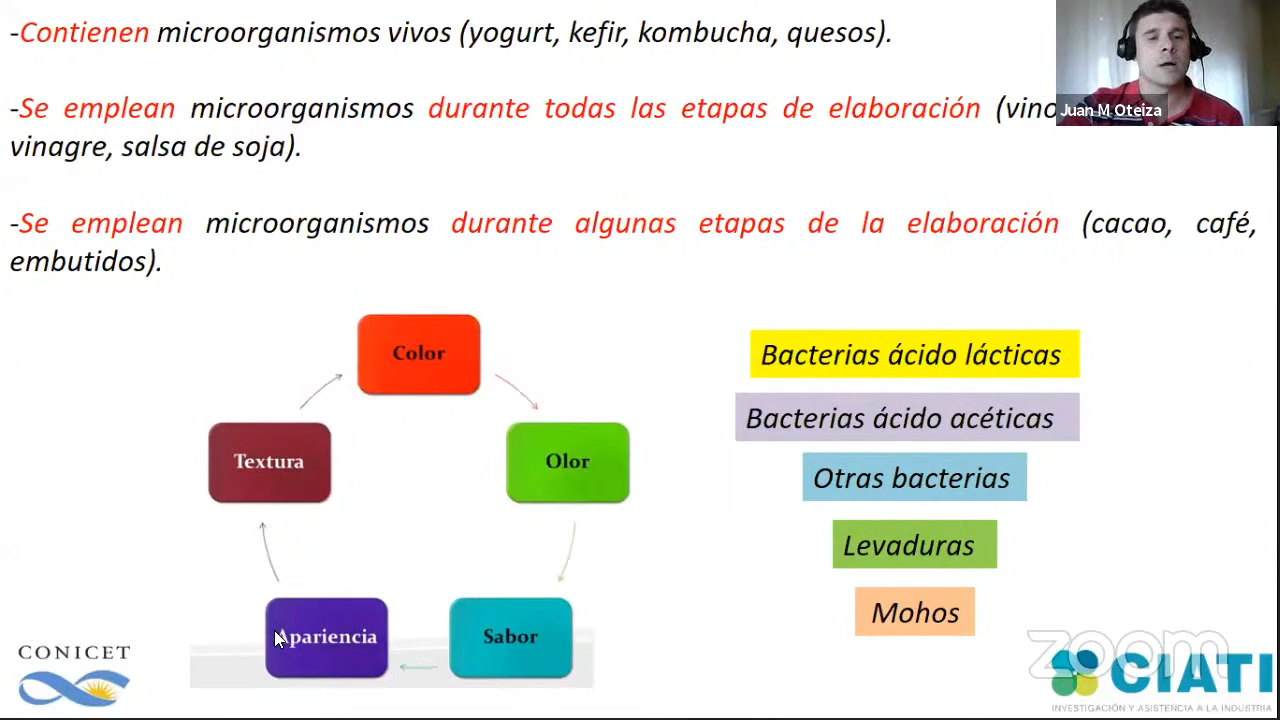 -Contienen microorganismos vivos (yogurt, kefir, kombucha, quesos).
-Se emplean microorganismos durante todas las etapas de elaboración (vino
vinagre, salsa de soja).
-Se emplean microorganismos durante algunas etapas de la elaboración (cacao, café,
embutidos).
Juan M Oteiza
Color
Olor
Sabor
Apariencia
Textura
Bacterias ácido lácticas
Bacterias ácido acéticas
Otras bacterias
Levaduras
Mohos
CONICET
zoom
CIATI
INVESTIGACIÓN Y ASISTENCIA A LA INDUSTRIA